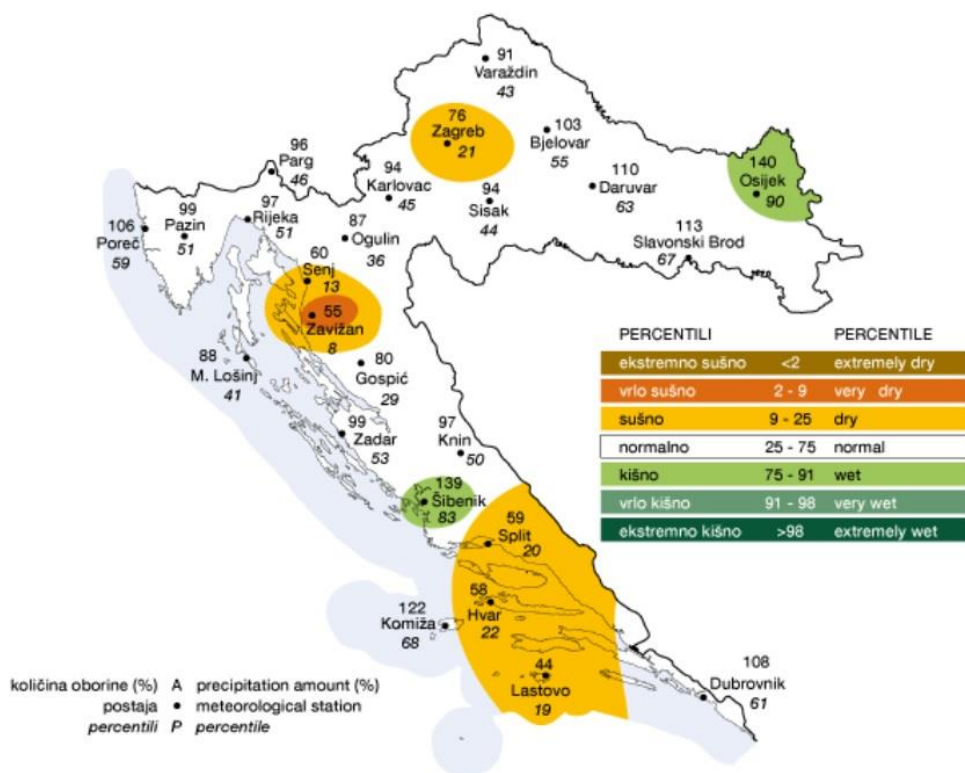 91
Varaždin
43
76
Zagreb
21
103
Bjelovar
55
140
Osijek
90
96
Parg
46
94
Karlovac
45
94
Sisak
44
110
Daruvar
63
106
Poreč
59
99
Pazin
51
97
Rijeka
51
87
Ogulin
36
113
Slavonski Brod
67
60
Senj
13
55
Zavižan
8
88
M. Lošinj
41
80
Gospić
29
99
Zadar
53
97
Knin
50
139
Šibenik
83
59
Split
20
58
Hvar
22
122
Komiža
68
44
Lastovo
19
108
Dubrovnik
61
PERCENTILI PERCENTILE
ekstremno sušno <2 extremely dry
vrlo sušno 2 - 9 very dry
sušno 9 - 25 dry
normalno 25 - 75 normal
kišno 75 - 91 wet
vrlo kišno 91 - 98 very wet
ekstremno kišno >98 extremely wet
količina oborine (%) A precipitation amount (%)
postaja • meteorological station
percentili P percentile